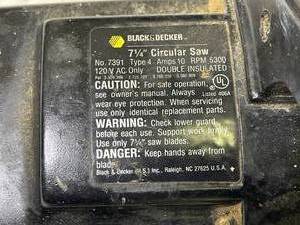 BLACK&DECKER
7¼" Circular Saw
No. 7391 Type 4 Amps 10 RPM 5300
120 V AC Only DOUBLE INSULATED
CAUTION: For safe operation,
see owner's manual. Always
wear eye protection. When servicing,
use only identical replacement parts.
UL
Listed
WARNING: Check lower guard
before each use. Support work firmly.
Use only 7¼" saw blades.
DANGER: Keep hands away from
blade.
Black & Decker (U.S.) Inc., Raleigh, NC 27625 U.S.A.